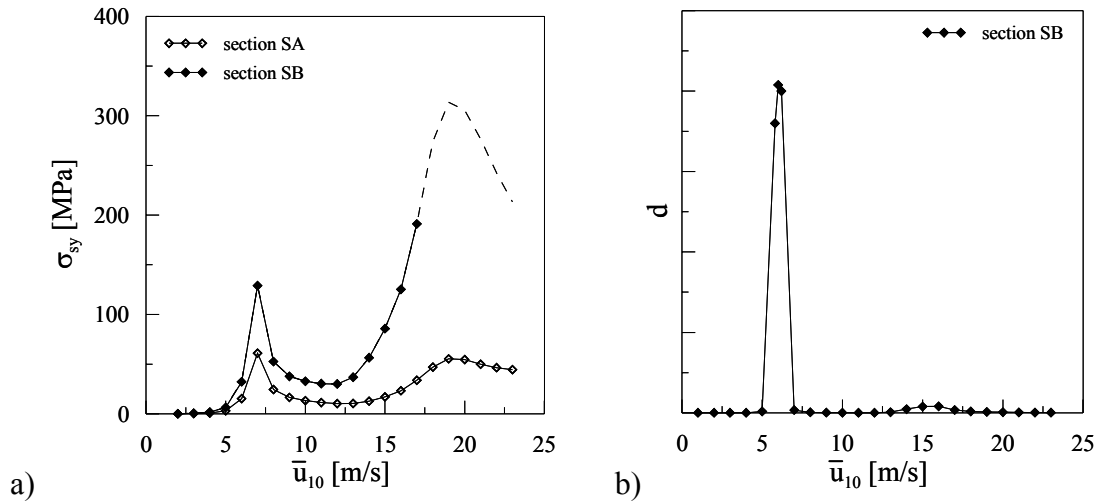 400
section SA
section SB
300
200
100
0
σsy [MPa]
0 5 10 15 20 25
ū10 [m/s]
a)
section SB
d
0 5 10 15 20 25
ū10 [m/s]
b)